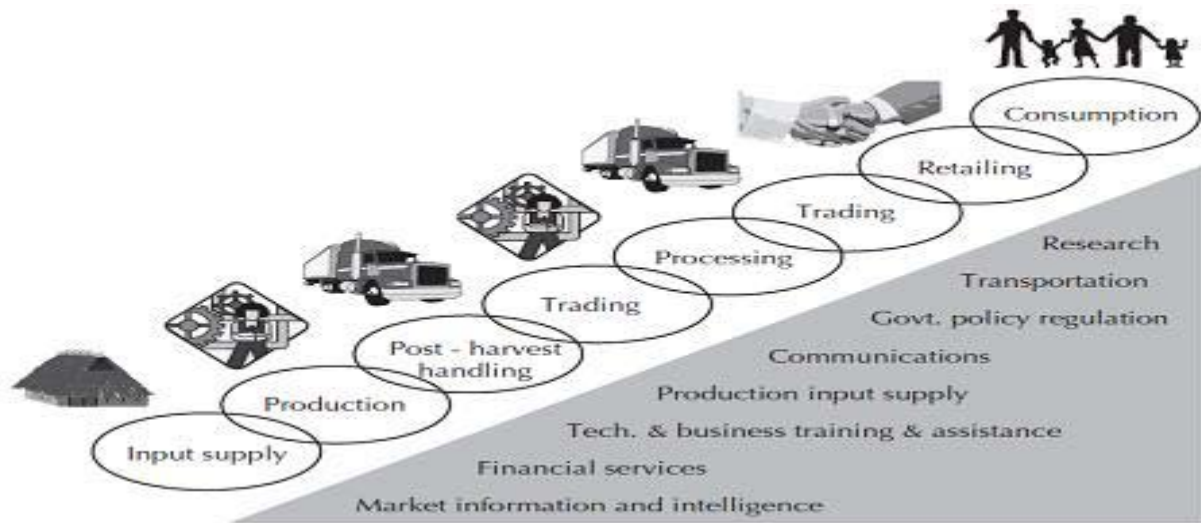 Consumption
Retailing
Trading
Processing
Trading
Post - harvest
handling
Production
Input supply
Research
Transportation
Govt. policy regulation
Communications
Production input supply
Tech. & business training & assistance
Financial services
Market information and intelligence